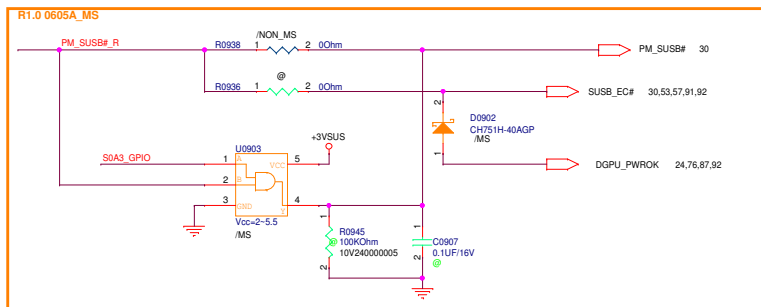 R1.0 0605A_MS
/NON_MS
PM_SUSB#_R
R0938 1 2 0Ohm
PM_SUSB# 30
@
R0936 1 2 0Ohm
SUSB_EC# 30,53,57,91,92
2
D0902
CH751H-40AGP
/MS
1
+3VSUS
U0903
S0A3_GPIO
1 A VCC 5
DGPU_PWROK 24,76,87,92
2 B
3 GND Y 4
Vcc=2~5.5
/MS
1
R0945
@
100KOhm
10V240000005
2
1
C0907
0.1UF/16V
2
@